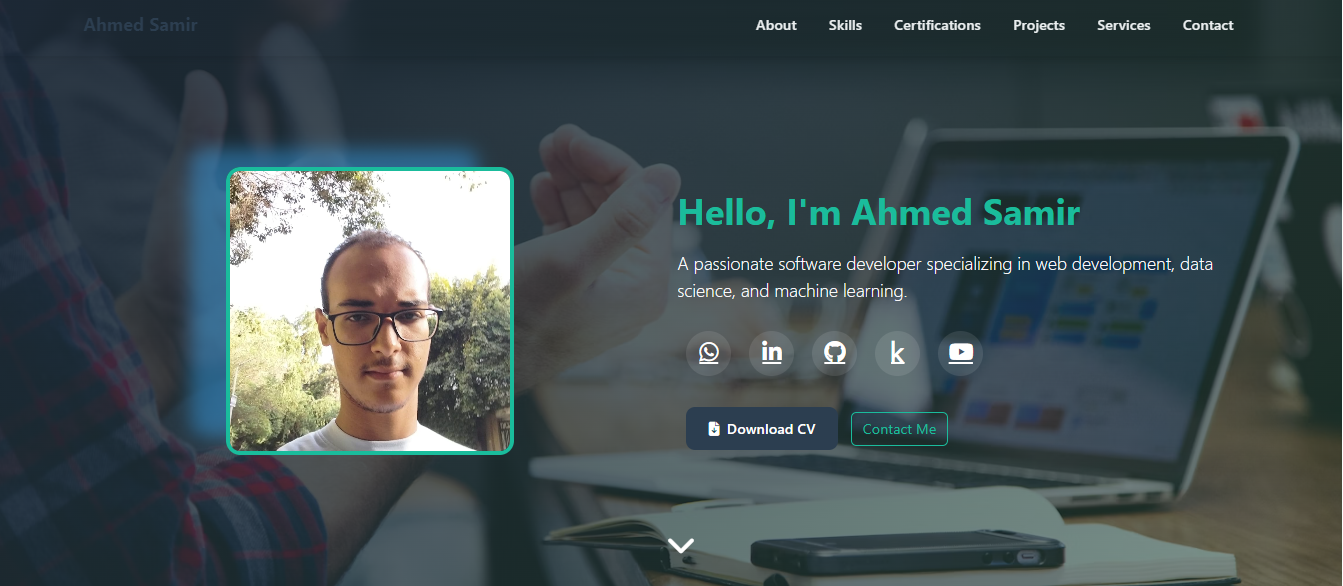 Ahmed Samir
About Skills Certifications Projects Services Contact
Hello, I'm Ahmed Samir
A passionate software developer specializing in web development, data
science, and machine learning.
in
k
Download CV
Contact Me